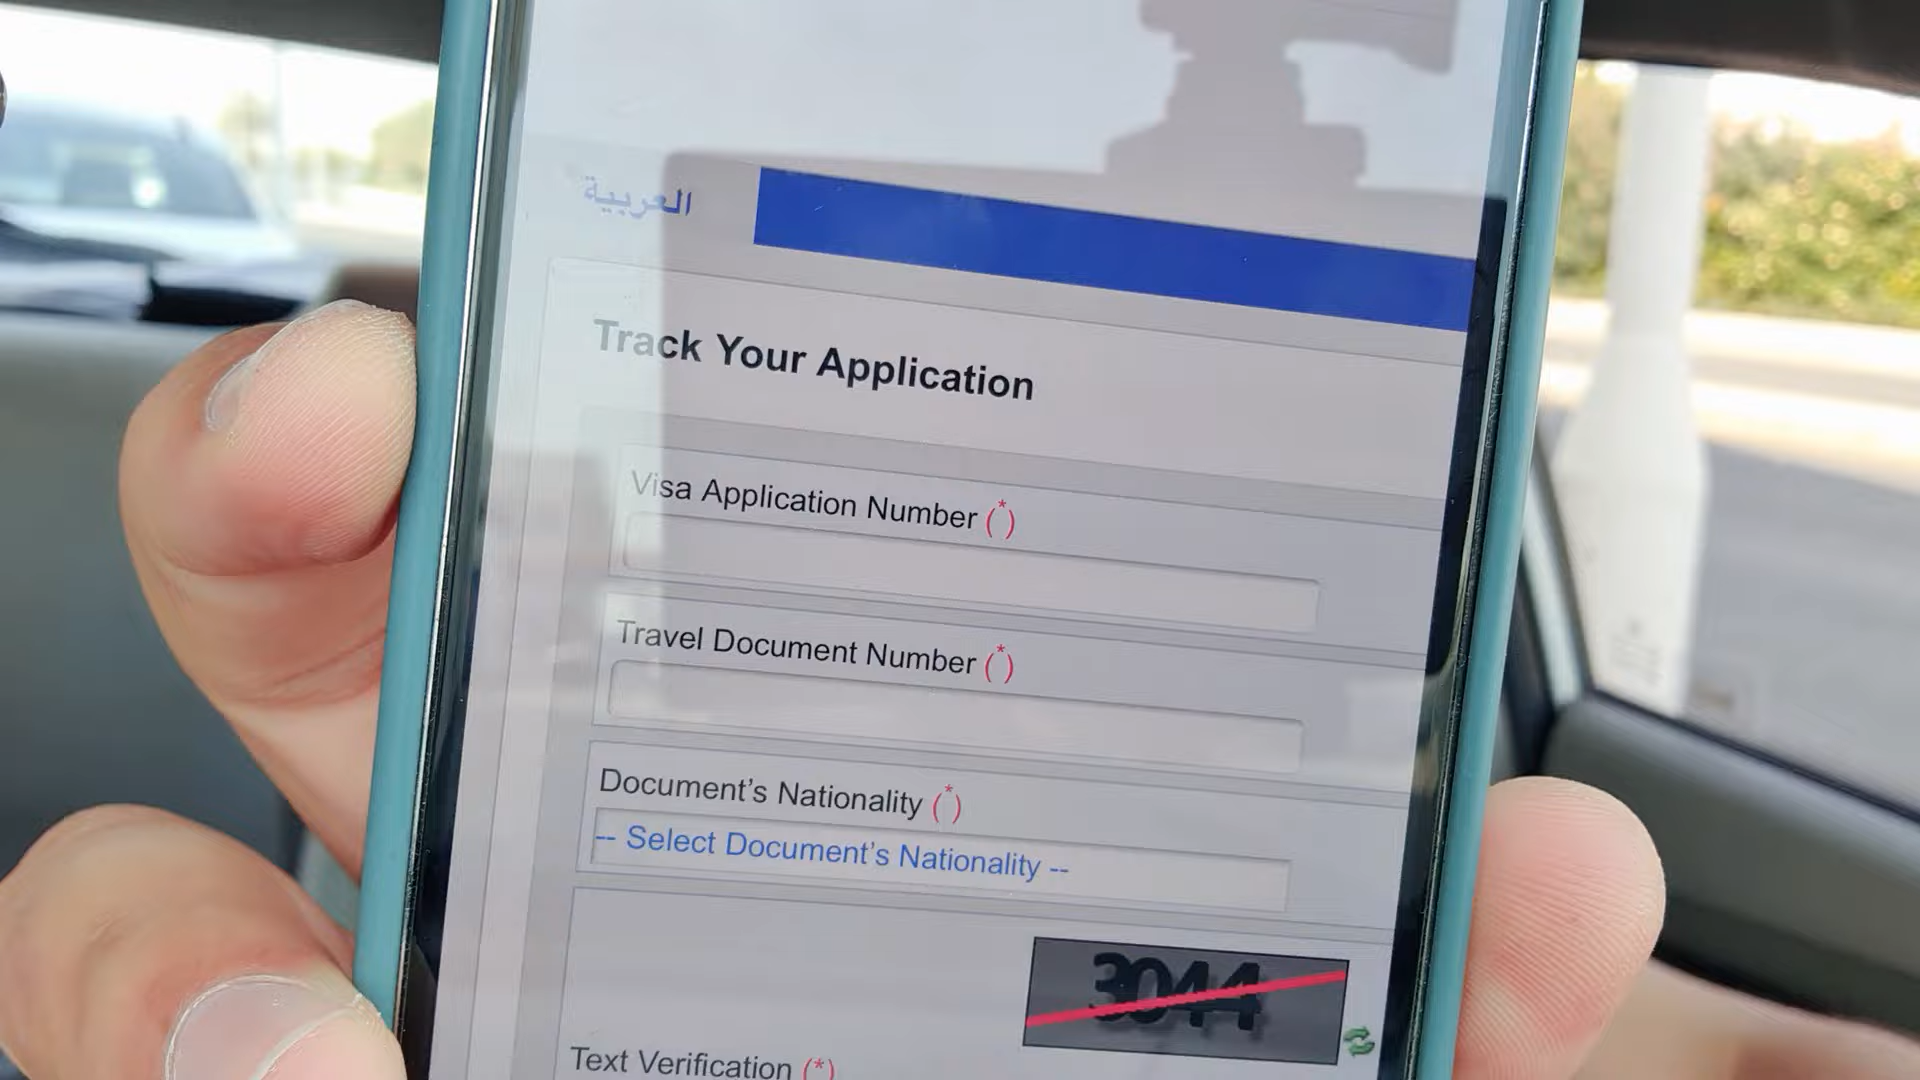 العربية
Track Your Application
Visa Application Number (*)
Travel Document Number (*)
Document’s Nationality (*)
-- Select Document’s Nationality --
3044
Text Verification (*)